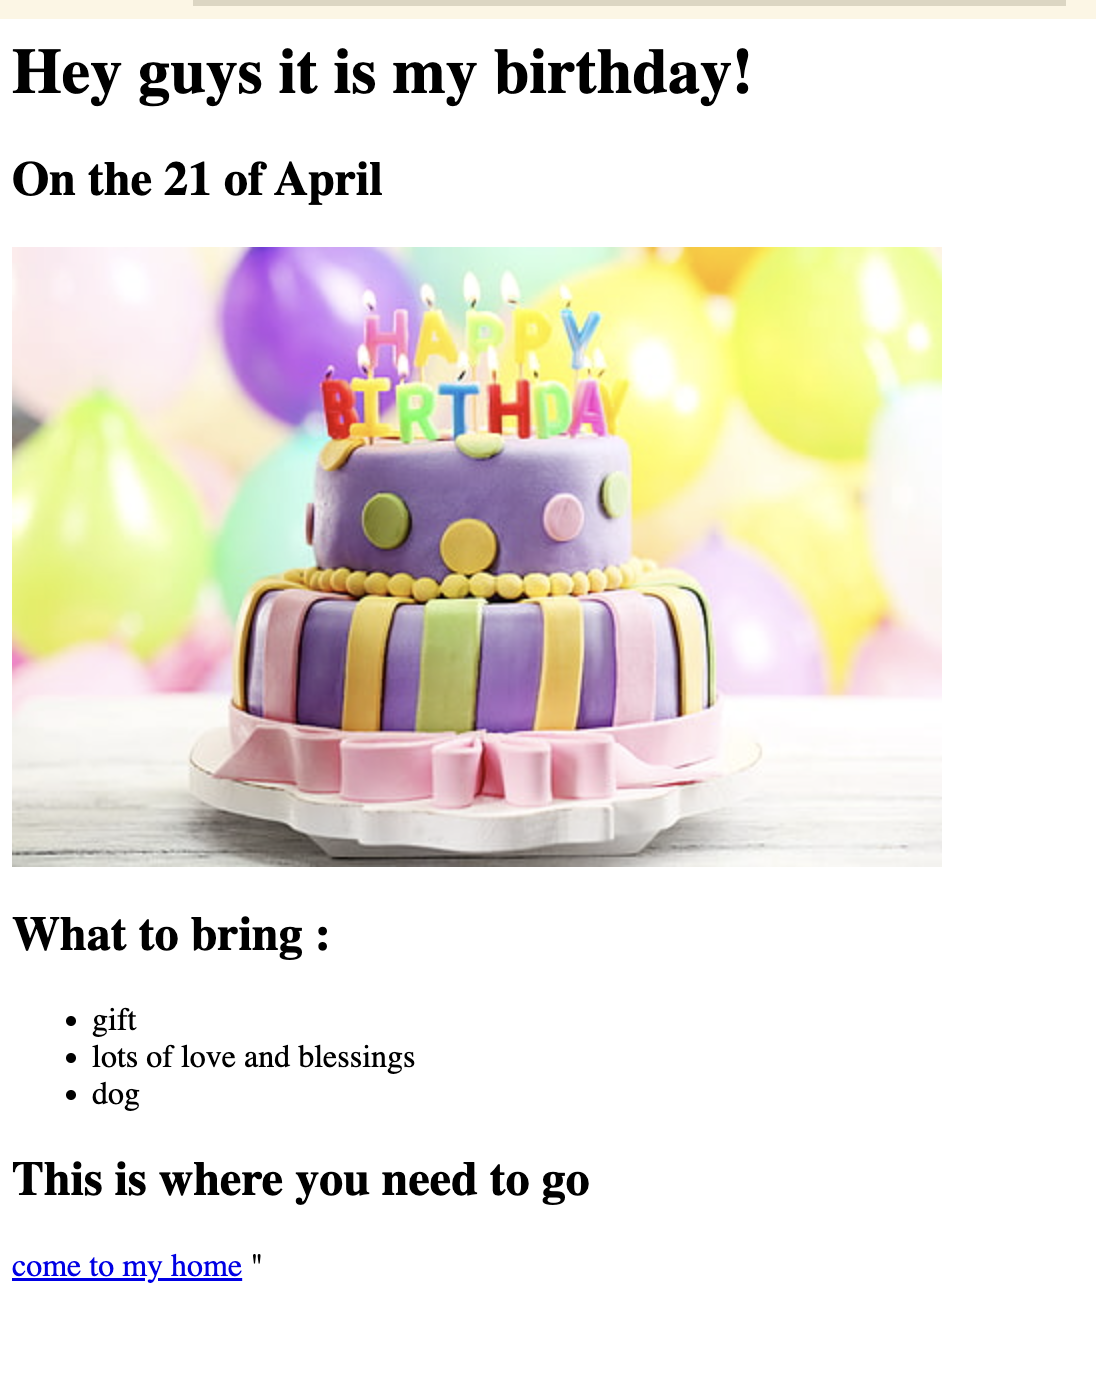 Hey guys it is my birthday!
On the 21 of April
HAPPY
BIRTHDAY
What to bring :
gift
lots of love and blessings
dog
This is where you need to go
come to my home "